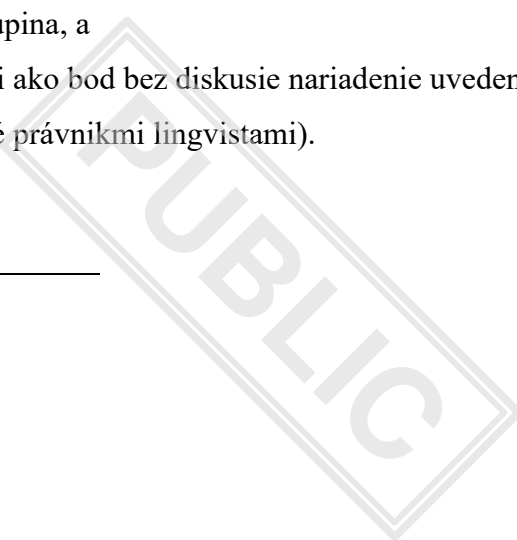 upina, a
i ako bod bez diskusie nariadenie uveden
é právnikmi lingvistami).
PUBLIC